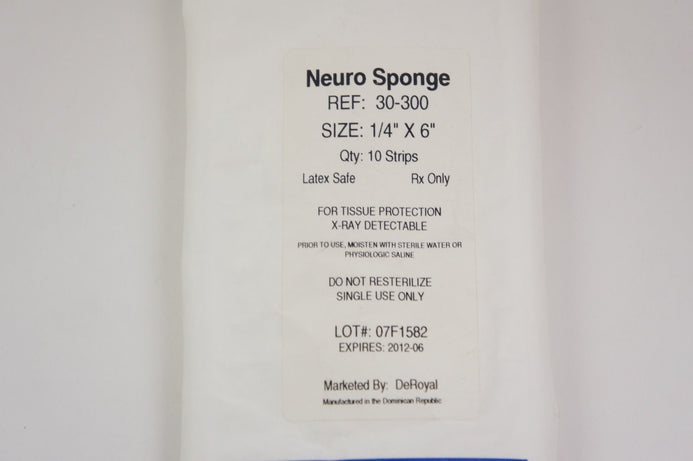 Neuro Sponge
REF: 30-300
SIZE: 1/4" X 6"
Qty: 10 Strips
Latex Safe Rx Only
FOR TISSUE PROTECTION
X-RAY DETECTABLE
PRIOR TO USE, MOISTEN WITH STERILE WATER OR
PHYSIOLOGIC SALINE
DO NOT RESTERILIZE
SINGLE USE ONLY
LOT#: 07F1582
EXPIRES: 2012-06
Marketed By: DeRoyal
Manufactured in the Dominican Republic